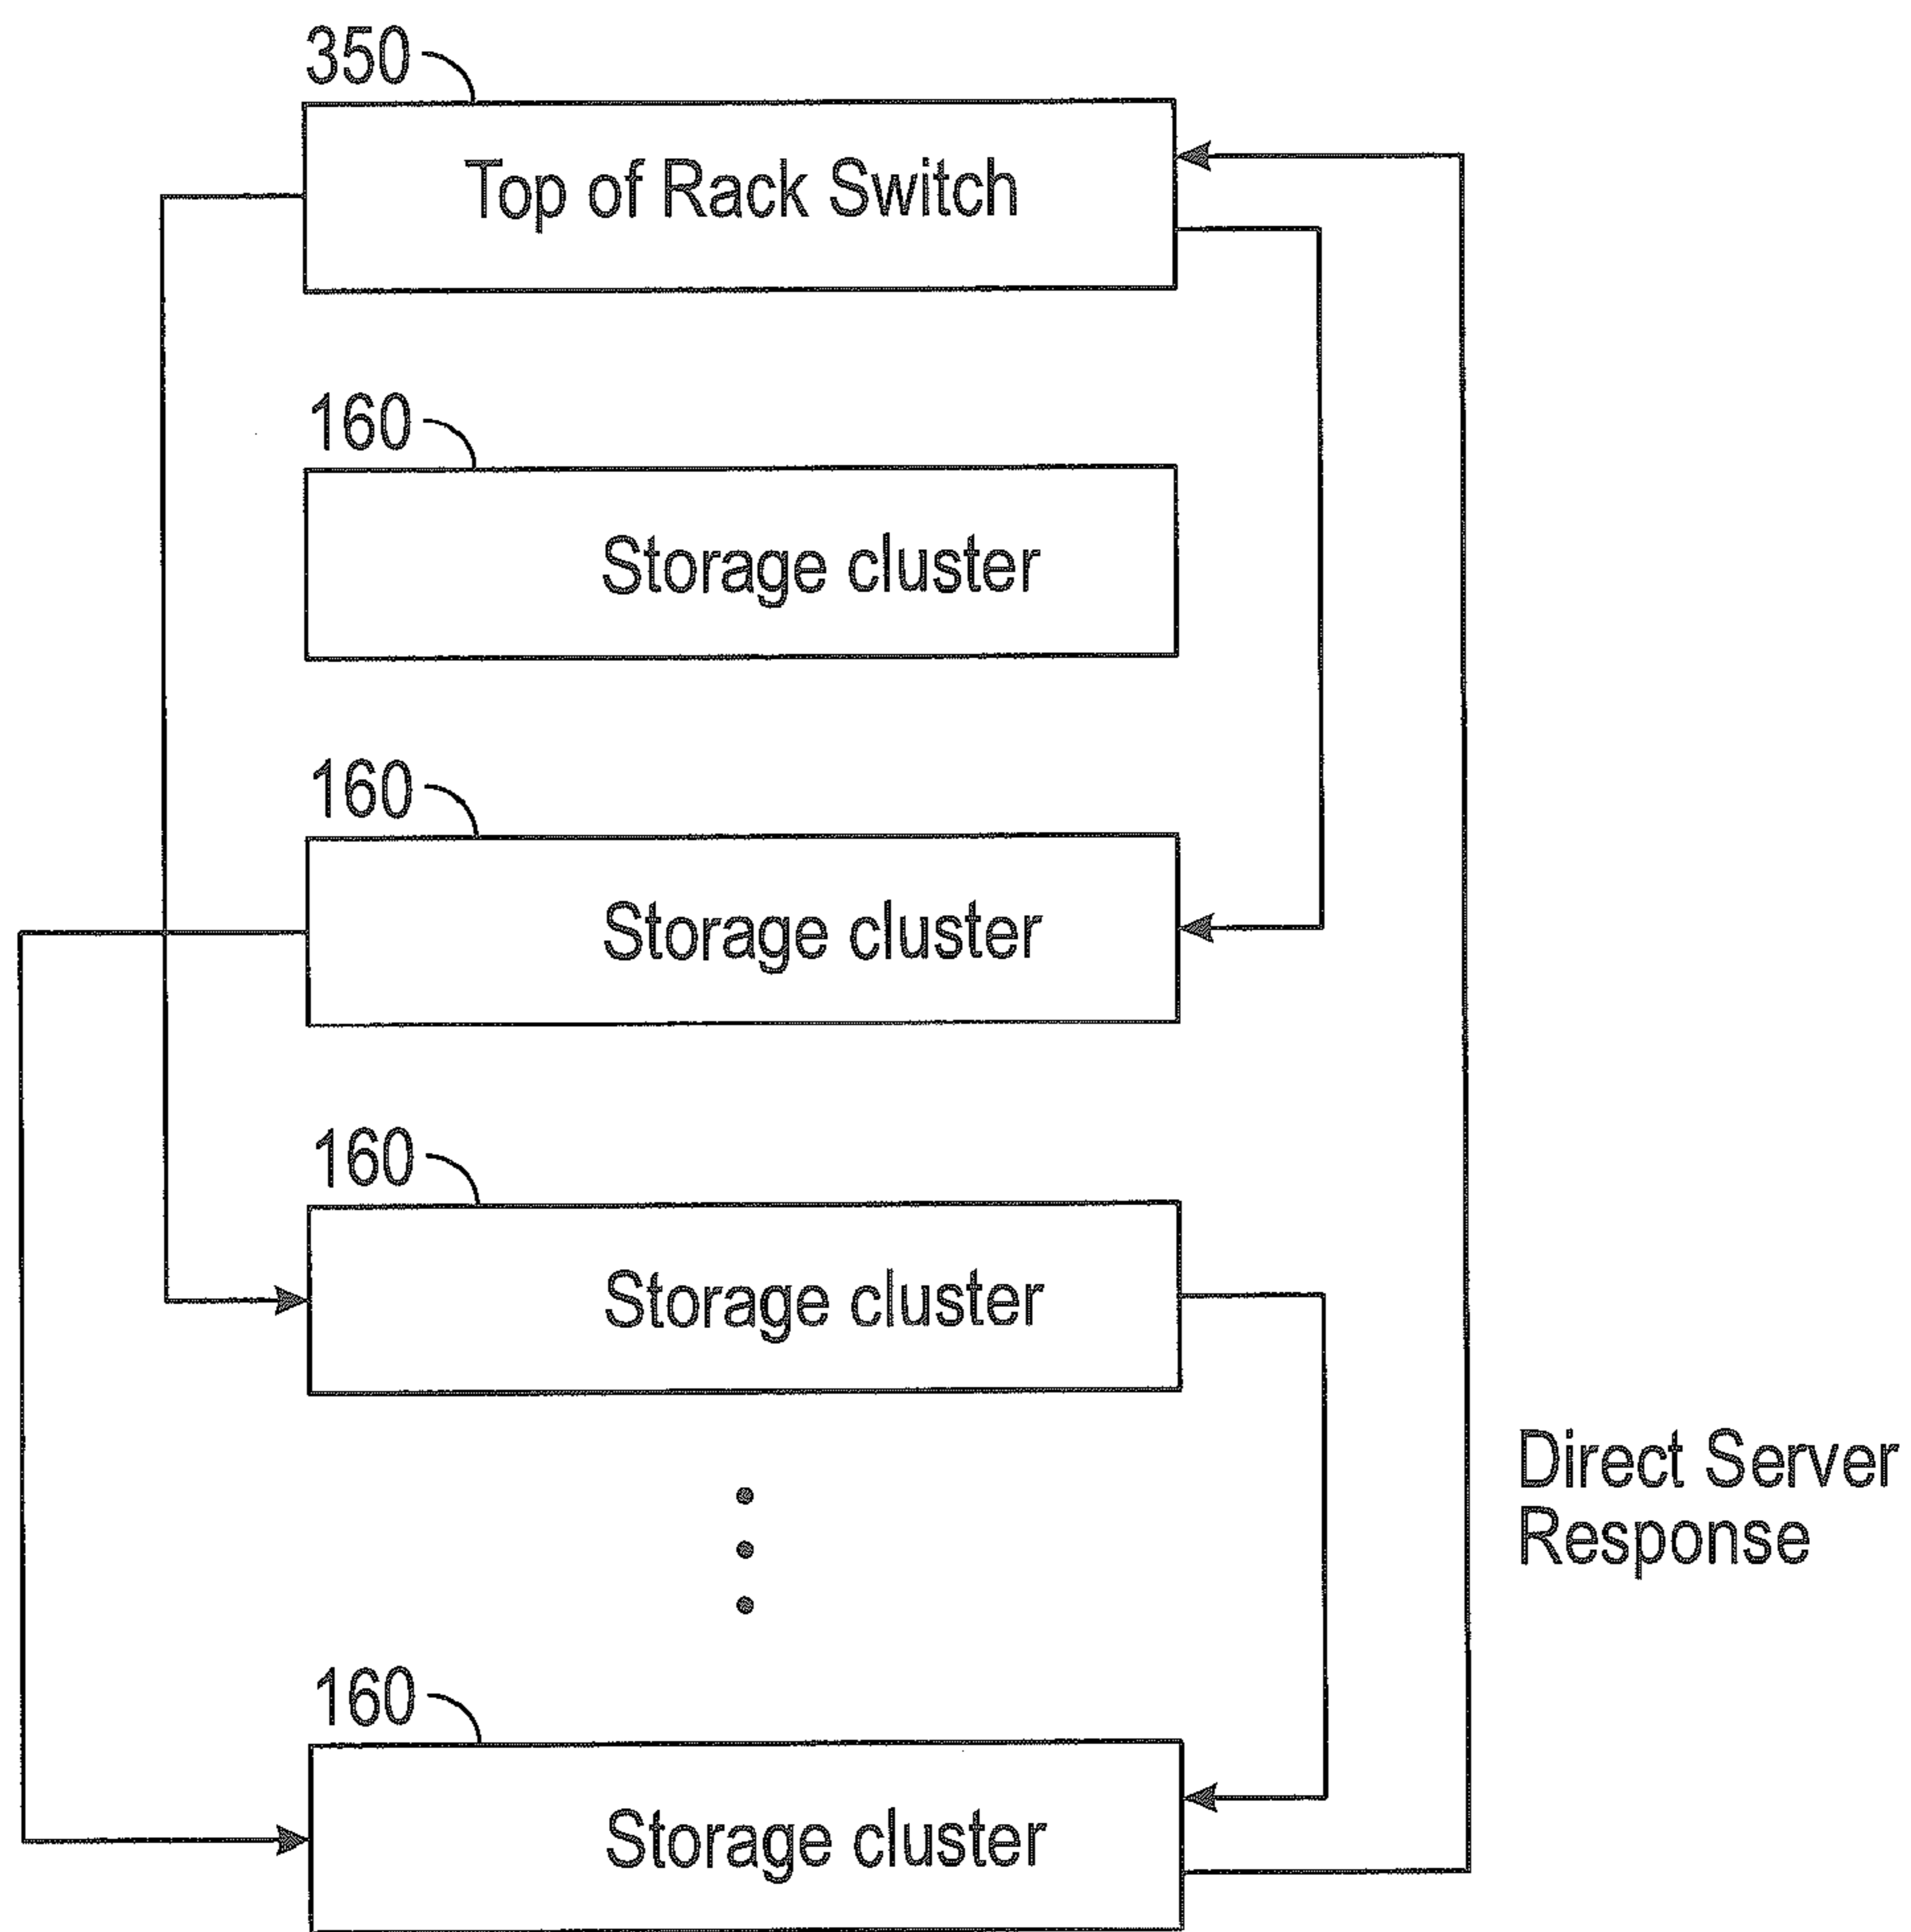 350
Top of Rack Switch
160
Storage cluster
160
Storage cluster
160
Storage cluster
Direct Server
Response
160
Storage cluster